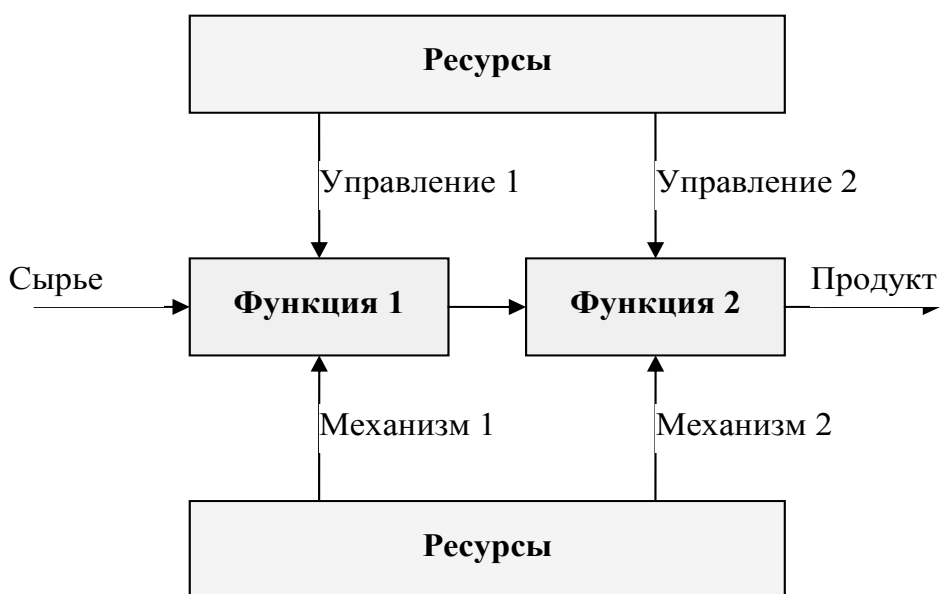 Ресурсы
Управление 1
Управление 2
Сырье
Функция 1
Функция 2
Продукт
Механизм 1
Механизм 2
Ресурсы